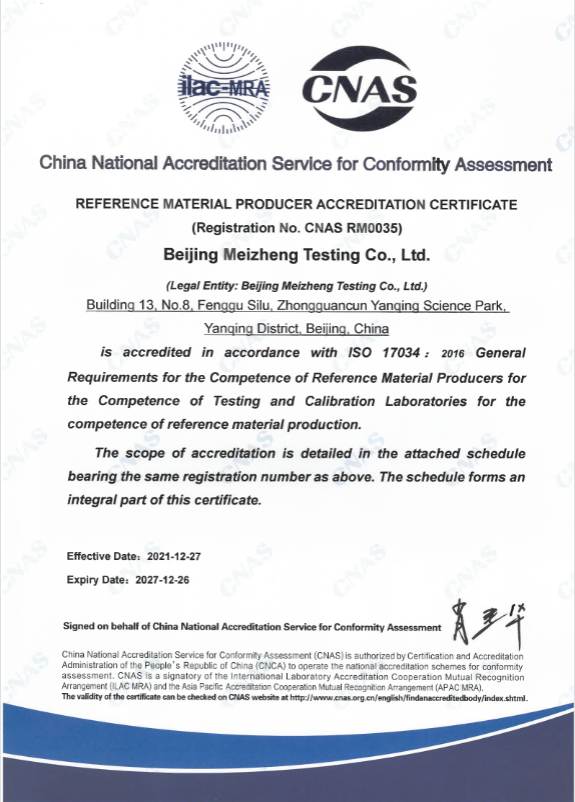 ilac-MRA
CNAS
China National Accreditation Service for Conformity Assessment
REFERENCE MATERIAL PRODUCER ACCREDITATION CERTIFICATE
(Registration No. CNAS RM0035)
Beijing Meizheng Testing Co., Ltd.
(Legal Entity: Beijing Meizheng Testing Co., Ltd.)
Building 13, No.8, Fenggu Silu, Zhongguancun Yanqing Science Park,
Yanqing District, Beijing, China
is accredited in accordance with ISO 17034：2016 General
Requirements for the Competence of Reference Material Producers for
the Competence of Testing and Calibration Laboratories for the
competence of reference material production.
The scope of accreditation is detailed in the attached schedule
bearing the same registration number as above. The schedule forms an
integral part of this certificate.
Effective Date：2021-12-27
Expiry Date：2027-12-26
Signed on behalf of China National Accreditation Service for Conformity Assessment
China National Accreditation Service for Conformity Assessment (CNAS) is authorized by Certification and Accreditation
Administration of the People's Republic of China (CNCA) to operate the national accreditation schemes for conformity
assessment. CNAS is a signatory of the International Laboratory Accreditation Cooperation Mutual Recognition
Arrangement (ILAC MRA) and the Asia Pacific Accreditation Cooperation Mutual Recognition Arrangement (APAC MRA).
The validity of the certificate can be checked on CNAS website at http://www.cnas.org.cn/english/findanaccreditedbody/index.shtml.